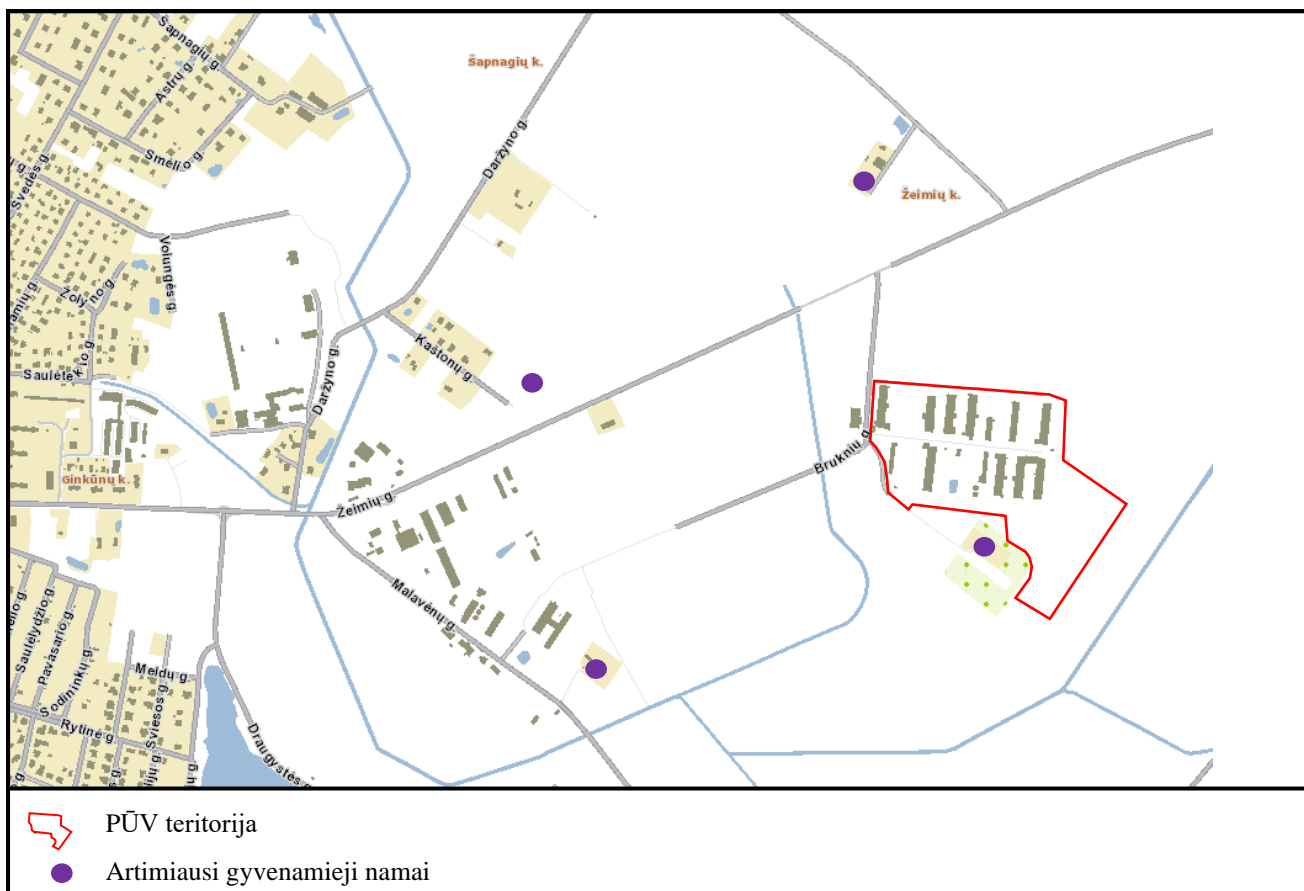 Šapnagių g.
Astrų g.
Smėlio g.
Švedės g.
Volungės g.
Žolyno g.
Saulėtekio g.
Ginkūnų k.
Šapnagių k.
Daržyno g.
Žeimių k.
Kaštonų g.
Daržyno g.
Bruknių g.
Žeimių g.
Malavėnų g.
Saulėlydžio g.
Pavasario g.
Sodininkų g.
Meldų g.
Rytinė g.
Šviesos g.
Draugystės g.
PŪV teritorija
Artimiausi gyvenamieji namai